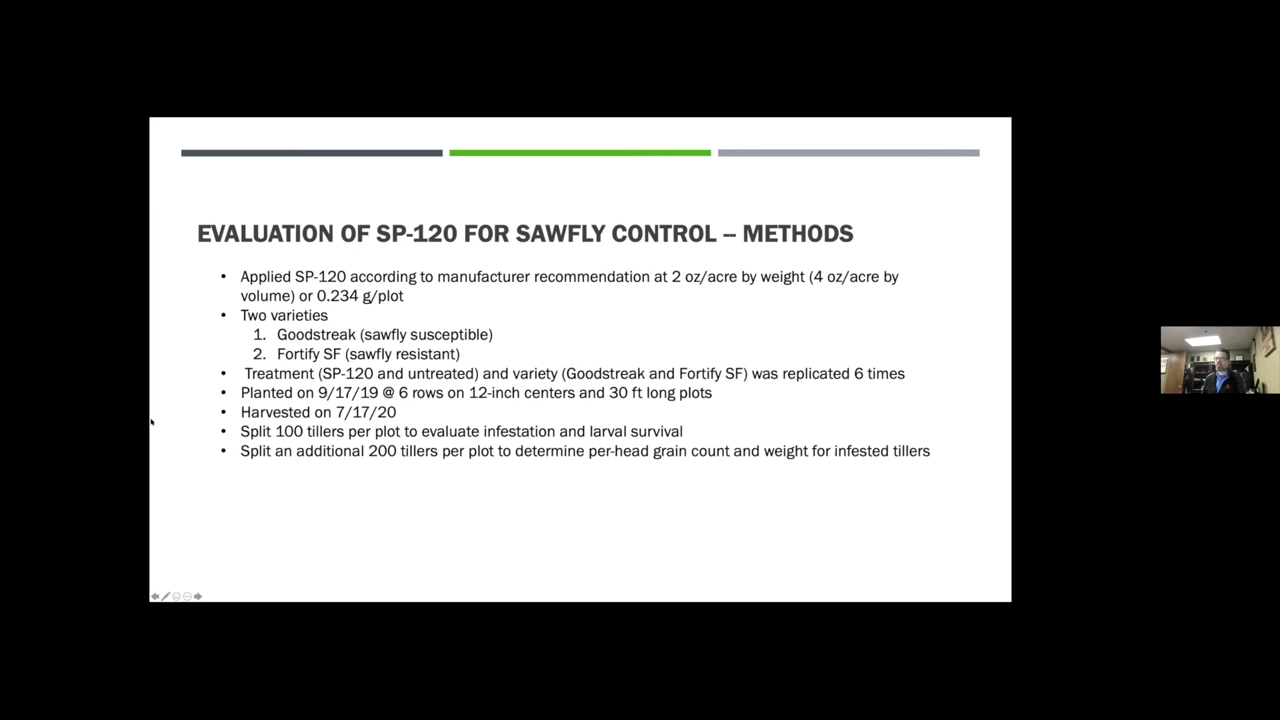 EVALUATION OF SP-120 FOR SAWFLY CONTROL – METHODS
• Applied SP-120 according to manufacturer recommendation at 2 oz/acre by weight (4 oz/acre by
volume) or 0.234 g/plot
• Two varieties
1. Goodstreak (sawfly susceptible)
2. Fortify SF (sawfly resistant)
• Treatment (SP-120 and untreated) and variety (Goodstreak and Fortify SF) was replicated 6 times
• Planted on 9/17/19 @ 6 rows on 12-inch centers and 30 ft long plots
• Harvested on 7/17/20
• Split 100 tillers per plot to evaluate infestation and larval survival
• Split an additional 200 tillers per plot to determine per-head grain count and weight for infested tillers